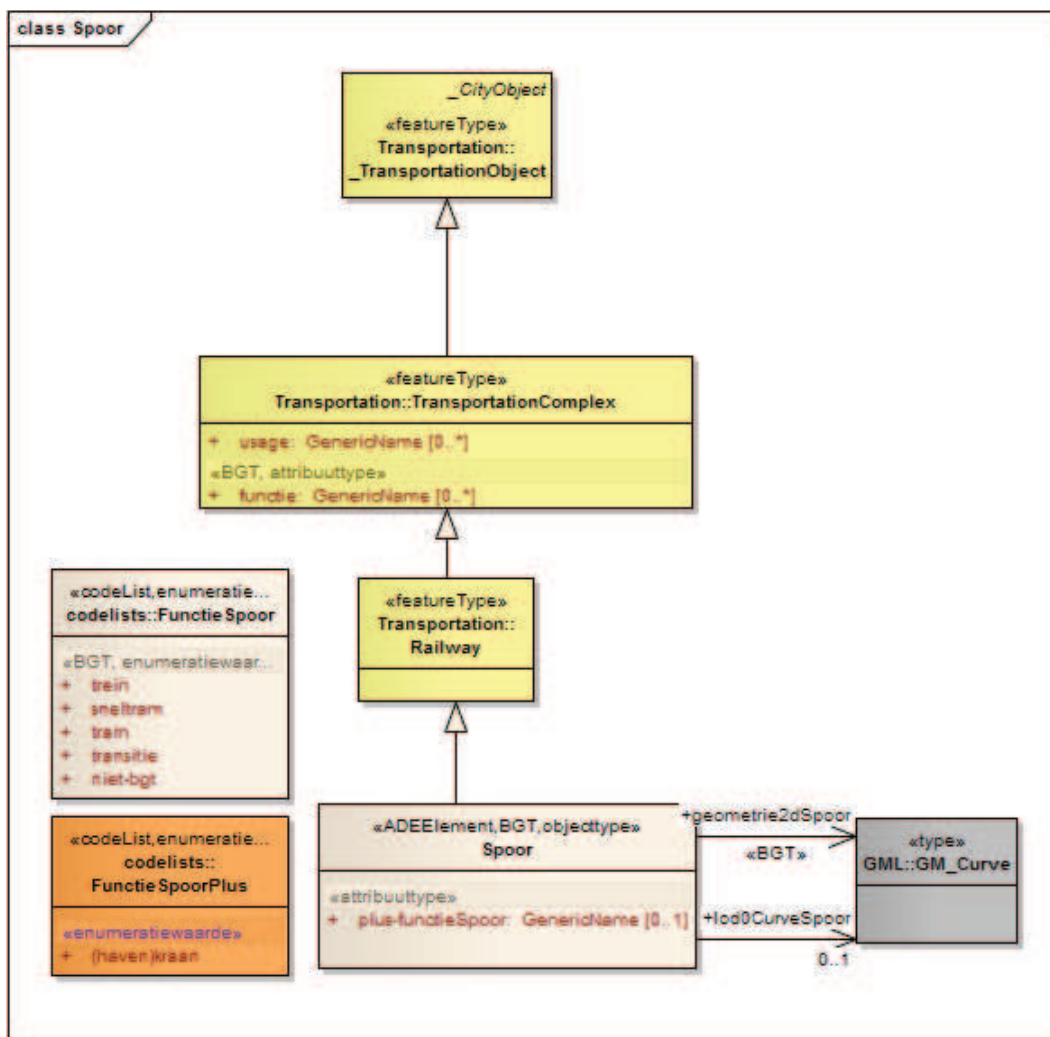 class Spoor
_CityObject
«featureType»
Transportation::
_TransportationObject
«featureType»
Transportation::TransportationComplex
+ usage: GenericName [0..*]
«BGT, attribuuttype»
+ functie: GenericName [0..*]
«codeList,enumeratie...
codelists::FunctieSpoor
«BGT, enumeratiewaar...
+ trein
+ sneltram
+ tram
+ transitie
+ niet-bgt
«featureType»
Transportation::
Railway
«codeList,enumeratie...
codelists::
FunctieSpoorPlus
«enumeratiewaarde»
+ (haven)kraan
«ADEElement,BGT,objecttype»
Spoor
«attribuuttype»
+ plus-functieSpoor: GenericName [0..1]
+geometrie2dSpoor
«BGT»
+lod0CurveSpoor
0..1
«type»
GML::GM_Curve